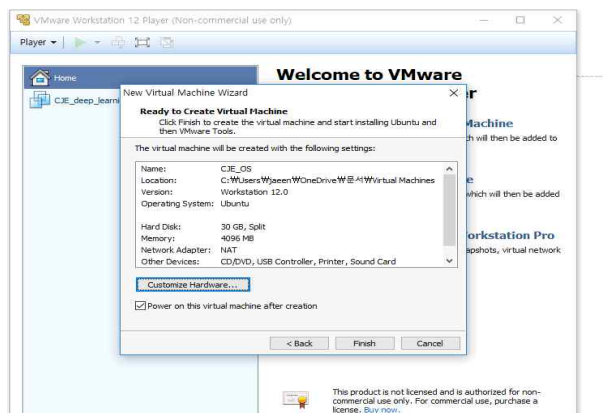 VMware Workstation 12 Player (Non-commercial use only)
Player
Home
CJE_deep_learni
Welcome to VMware
r
New Virtual Machine Wizard
Ready to Create Virtual Machine
Click Finish to create the virtual machine and start installing Ubuntu and
then VMware Tools.
The virtual machine will be created with the following settings:
Name: CJE_OS
Location: C:₩Users₩jaeen₩OneDrive₩문서₩Virtual Machines
Version: Workstation 12.0
Operating System: Ubuntu
Hard Disk: 30 GB, Split
Memory: 4096 MB
Network Adapter: NAT
Other Devices: CD/DVD, USB Controller, Printer, Sound Card
Customize Hardware...
Power on this virtual machine after creation
< Back Finish Cancel
Machine
ch will then be added to
e
which will then be added
orkstation Pro
apshots, virtual network
This product is not licensed and is authorized for non-
commercial use only. For commercial use, purchase a
license. Buy now.